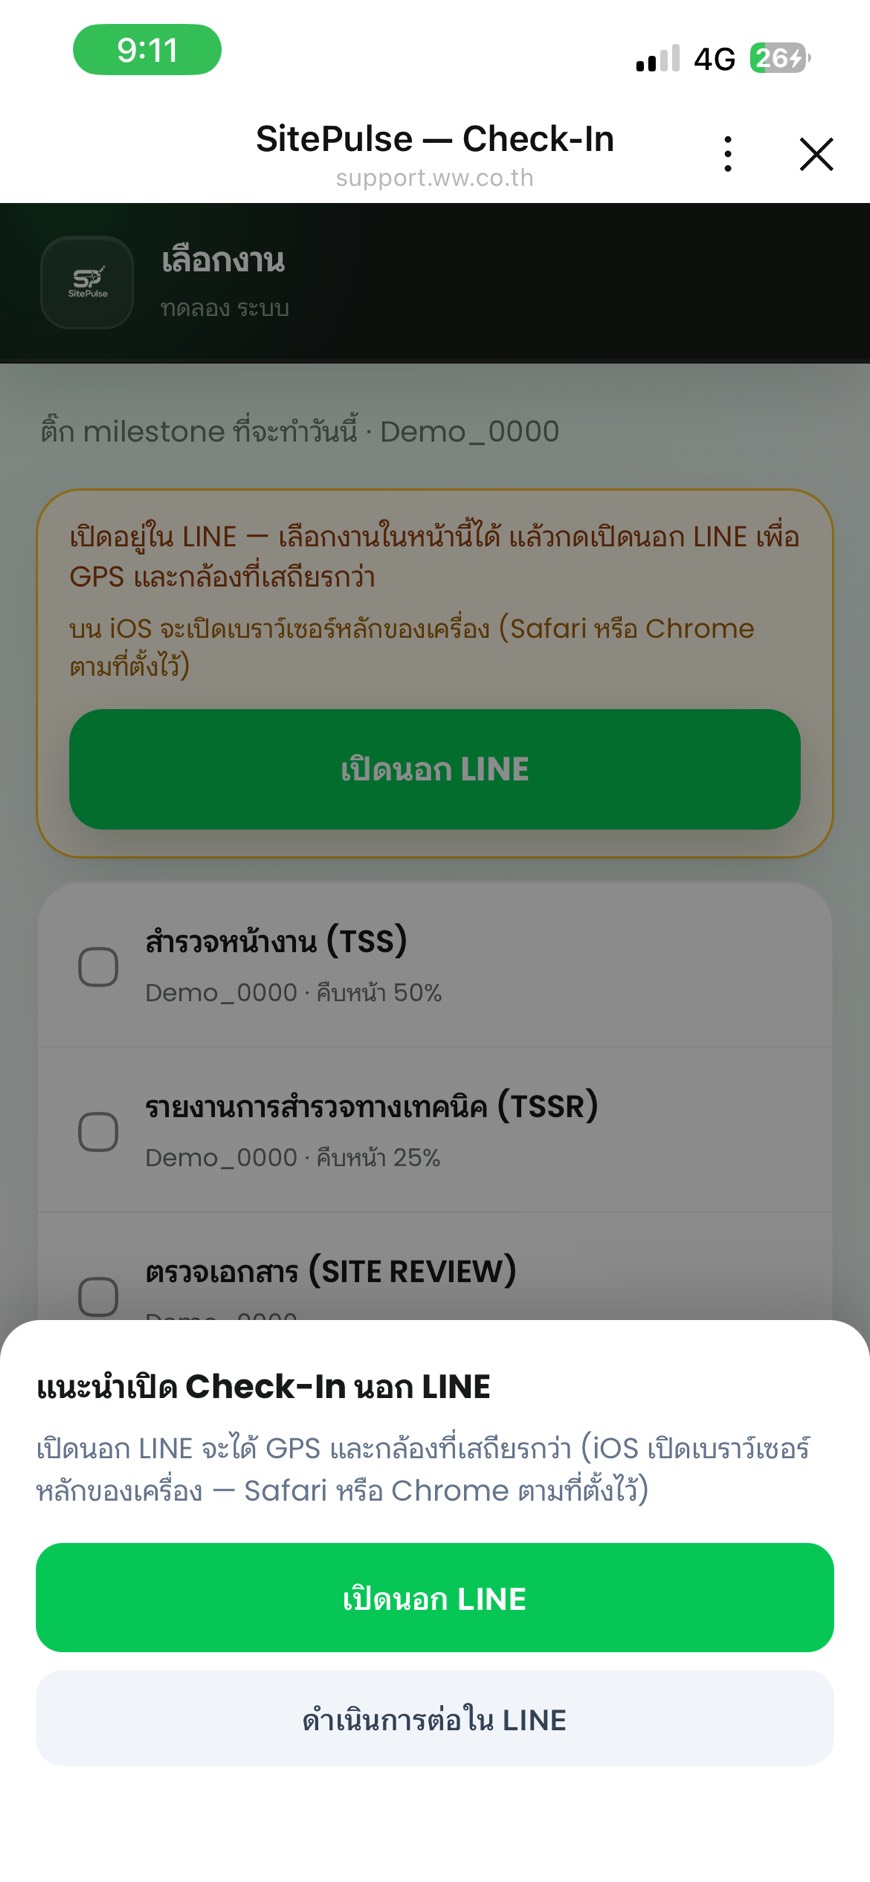 9:11
4G 26
SitePulse — Check-In
support.ww.co.th
SP
SitePulse
เลือกงาน
ทดลอง ระบบ
ติ๊ก milestone ที่จะทำวันนี้ · Demo_0000
เปิดอยู่ใน LINE — เลือกงานในหน้านี้ได้ แล้วกดเปิดนอก LINE เพื่อ
GPS และกล้องที่เสถียรกว่า
บน iOS จะเปิดเบราว์เซอร์หลักของเครื่อง (Safari หรือ Chrome
ตามที่ตั้งไว้)
เปิดนอก LINE
สำรวจหน้างาน (TSS)
Demo_0000 · คืบหน้า 50%
รายงานการสำรวจทางเทคนิค (TSSR)
Demo_0000 · คืบหน้า 25%
ตรวจเอกสาร (SITE REVIEW)
Demo_0000
แนะนำเปิด Check-In นอก LINE
เปิดนอก LINE จะได้ GPS และกล้องที่เสถียรกว่า (iOS เปิดเบราว์เซอร์
หลักของเครื่อง — Safari หรือ Chrome ตามที่ตั้งไว้)
เปิดนอก LINE
ดำเนินการต่อใน LINE